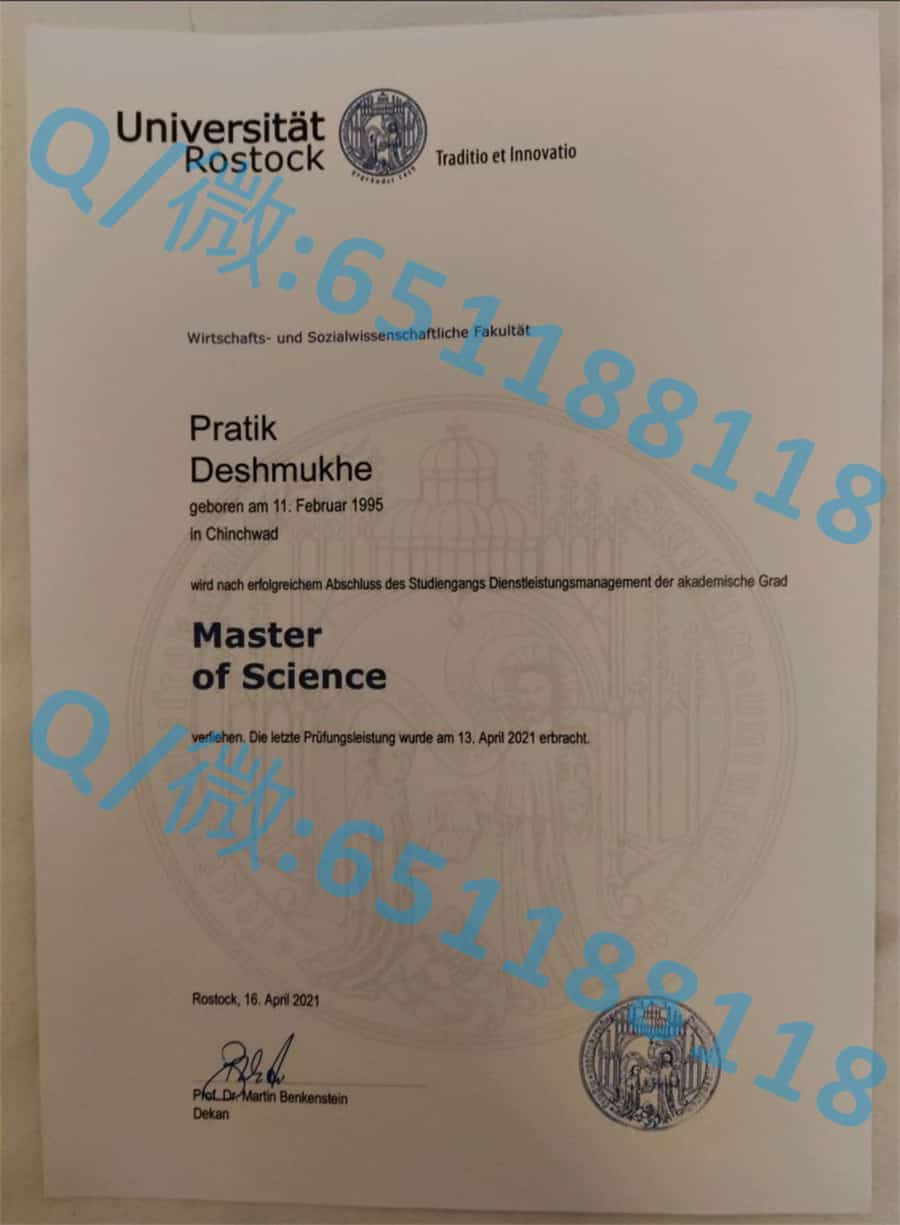 Universität
Rostock
Traditio et Innovatio
Q/微:651188118
Wirtschafts- und Sozialwissenschaftliche Fakultät
Pratik
Deshmukhe
geboren am 11. Februar 1995
in Chinchwad
wird nach erfolgreichem Abschluss des Studiengangs Dienstleistungsmanagement der akademische Grad
Master
of Science
verliehen. Die letzte Prüfungsleistung wurde am 13. April 2021 erbracht.
Q/微:651188118
Rostock, 16. April 2021
Prof. Dr. Martin Benkenstein
Dekan